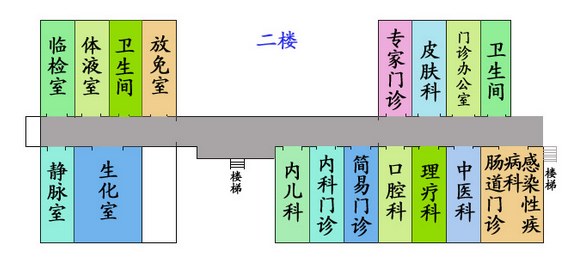 二楼
临检室
体液室
卫生间
放免室
专家门诊
皮肤科
门诊办公室
卫生间
静脉室
生化室
楼梯
内儿科
内科门诊
简易门诊
口腔科
理疗科
中医科
肠道门诊
病科
感染性疾
楼梯